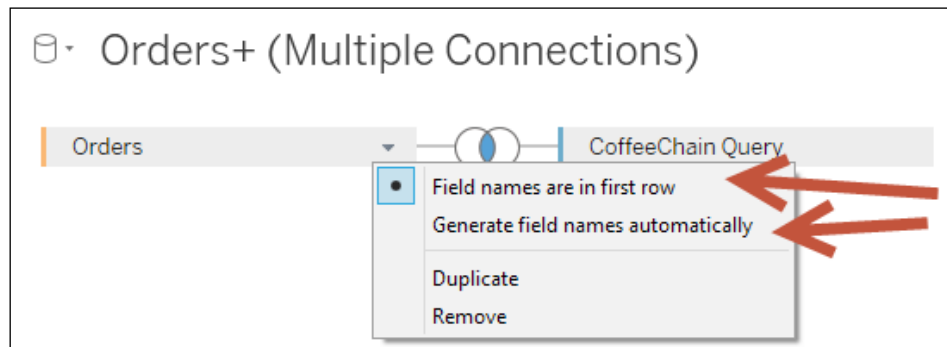 Orders+ (Multiple Connections)
Orders
CoffeeChain Query
Field names are in first row
Generate field names automatically
Duplicate
Remove